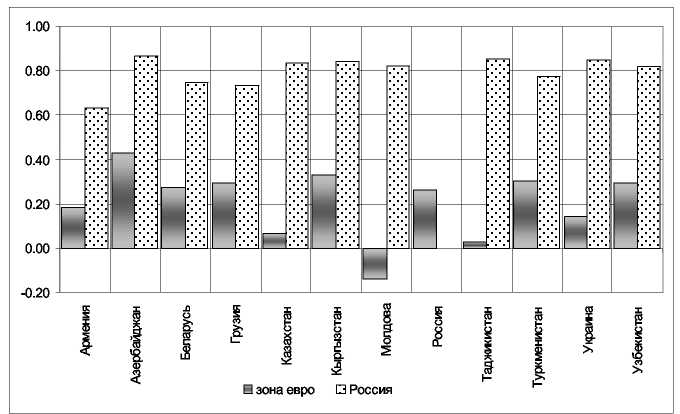 1.00
0.80
0.60
0.40
0.20
0.00
-0.20
Армения
Азербайджан
Беларусь
Грузия
Казахстан
Кыргызстан
Молдова
Россия
Таджикистан
Туркменистан
Украина
Узбекистан
зона евро
Россия